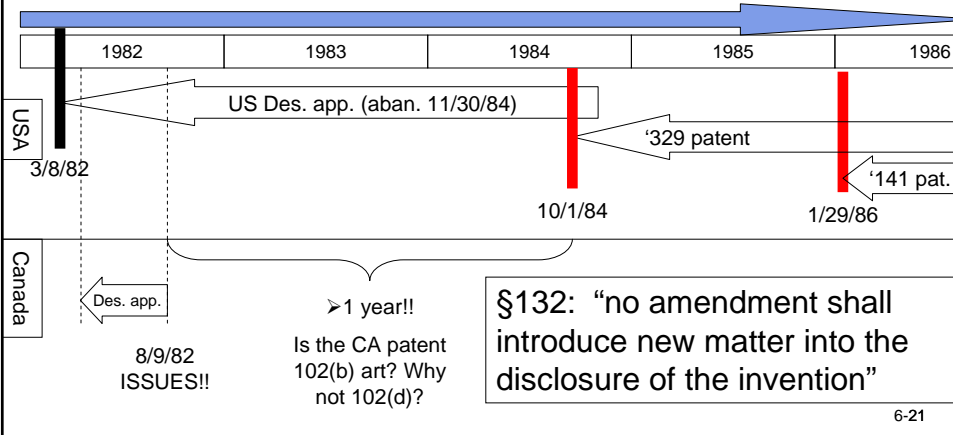 1982
1983
1984
1985
1986
USA
US Des. app. (aban. 11/30/84)
‘329 patent
‘141 pat.
3/8/82
10/1/84
1/29/86
Canada
Des. app.
8/9/82
ISSUES!!
➢1 year!!
Is the CA patent
102(b) art? Why
not 102(d)?
§132: “no amendment shall
introduce new matter into the
disclosure of the invention”
6-21